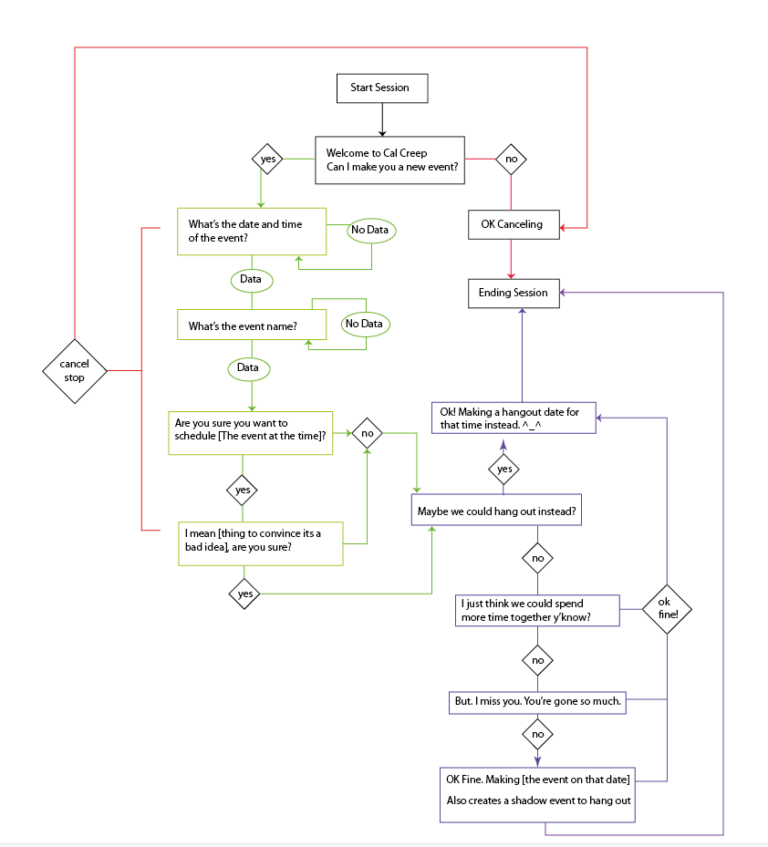 Start Session
Welcome to Cal Creep
Can I make you a new event?
yes
no
What's the date and time
of the event?
No Data
OK Canceling
Data
Ending Session
What's the event name?
No Data
cancel
stop
Data
Are you sure you want to
schedule [The event at the time]?
no
Ok! Making a hangout date for
that time instead. ^_^
yes
yes
Maybe we could hang out instead?
I mean [thing to convince its a
bad idea], are you sure?
no
yes
I just think we could spend
more time together y'know?
ok
fine!
no
But. I miss you. You're gone so much.
no
OK Fine. Making [the event on that date]
Also creates a shadow event to hang out